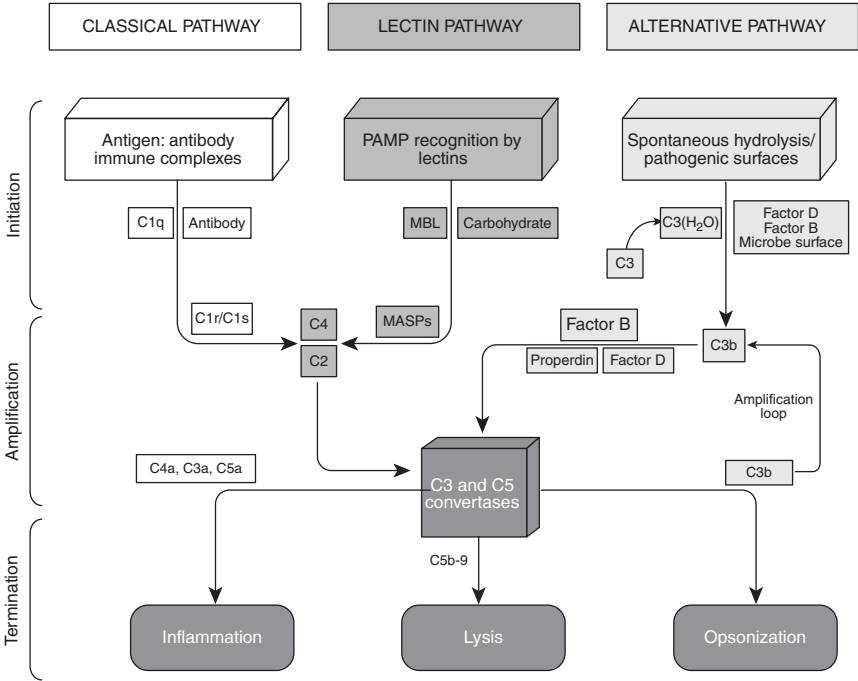 CLASSICAL PATHWAY
LECTIN PATHWAY
ALTERNATIVE PATHWAY
Initiation
Antigen: antibody
immune complexes
PAMP recognition by
lectins
Spontaneous hydrolysis/
pathogenic surfaces
C1q
Antibody
MBL
Carbohydrate
C3(H₂O)
Factor D
Factor B
Microbe surface
C3
Amplification
C1r/C1s
C4
C2
MASPs
Factor B
Properdin
Factor D
C3b
Amplification
loop
C4a, C3a, C5a
C3 and C5
convertases
C3b
Termination
C5b-9
Inflammation
Lysis
Opsonization